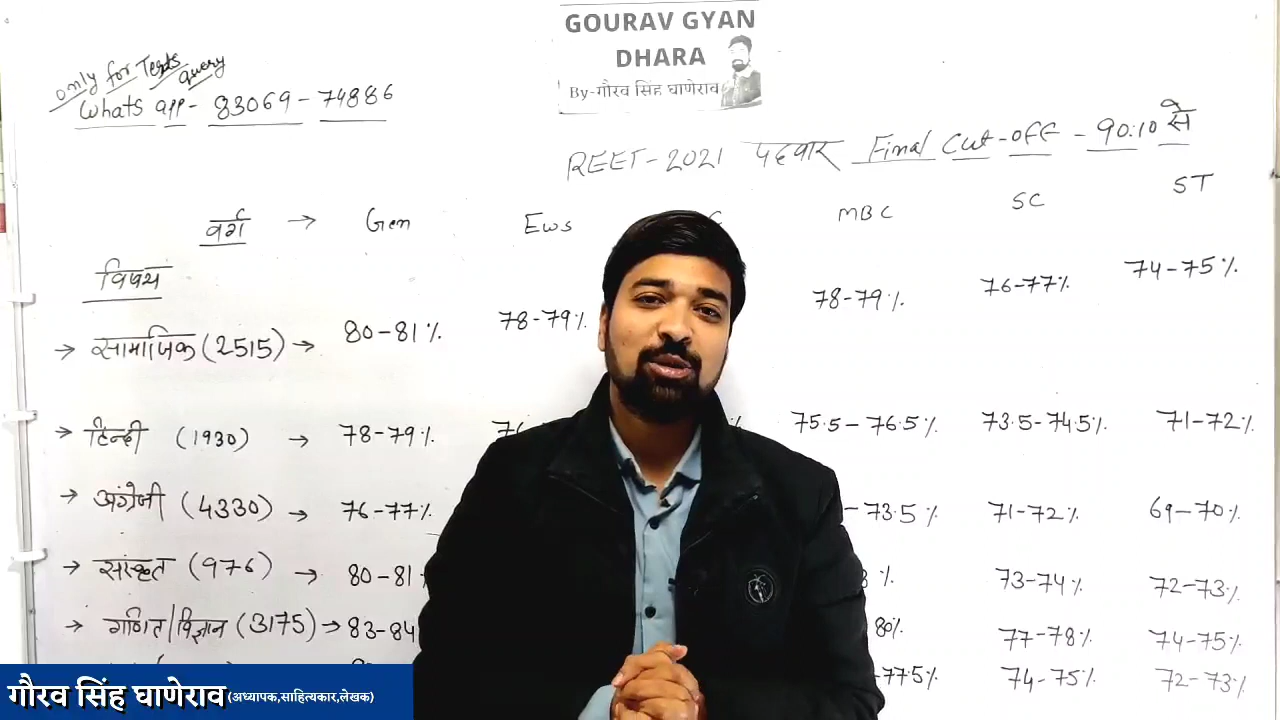 GOURAV GYAN
DHARA
By-गौरव सिंह घाणेराव
only for Tests
query
Whats app - 83069-74886
REET-2021 पदवार Final Cut-off - 90:10 से
वर्ग → Gen Ews MBC SC ST
विषय
→ सामाजिक (2515) → 80-81% 78-79% 78-79% 76-77% 74-75%
→ हिन्दी (1930) → 78-79% 75.5-76.5% 73.5-74.5% 71-72%
→ अंग्रेजी (4330) → 76-77% -73.5% 71-72% 69-70%
→ संस्कृत (976) → 80-81 % 73-74% 72-73%
→ गणित/विज्ञान (3175) → 83-84 80% 77-78% 74-75%
-77.5% 74-75% 72-73%
गौरव सिंह घाणेराव (अध्यापक,साहित्यकार,लेखक)